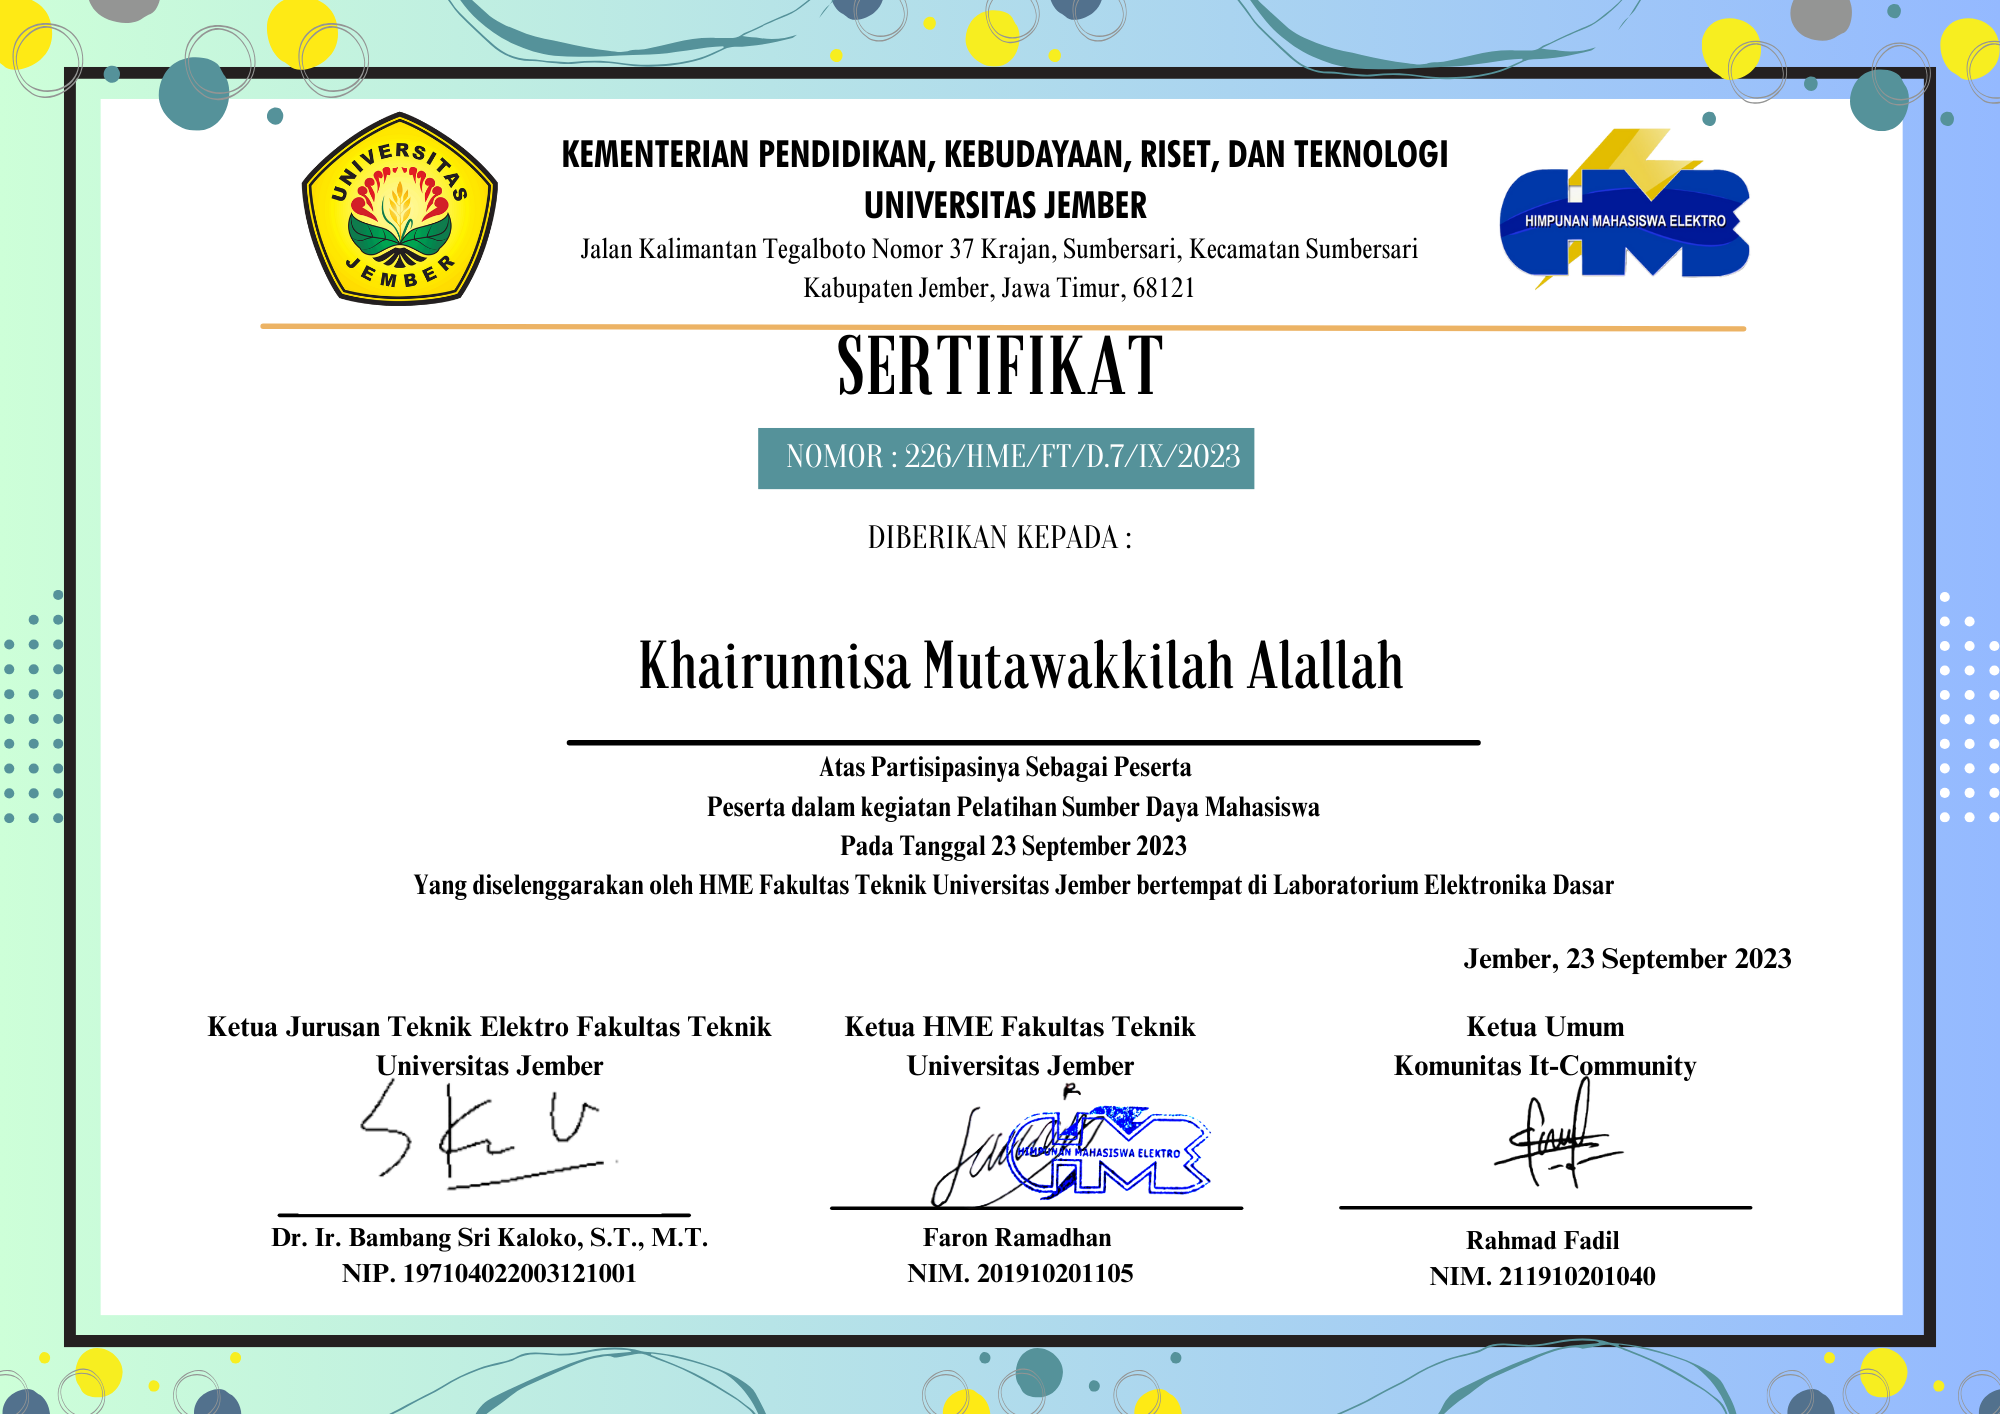 UNIVERSITAS
JEMBER
KEMENTERIAN PENDIDIKAN, KEBUDAYAAN, RISET, DAN TEKNOLOGI
UNIVERSITAS JEMBER
Jalan Kalimantan Tegalboto Nomor 37 Krajan, Sumbersari, Kecamatan Sumbersari
Kabupaten Jember, Jawa Timur, 68121
HIMPUNAN MAHASISWA ELEKTRO
SERTIFIKAT
NOMOR : 226/HME/FT/D.7/IX/2023
DIBERIKAN KEPADA :
Khairunnisa Mutawakkilah Alallah
Atas Partisipasinya Sebagai Peserta
Peserta dalam kegiatan Pelatihan Sumber Daya Mahasiswa
Pada Tanggal 23 September 2023
Yang diselenggarakan oleh HME Fakultas Teknik Universitas Jember bertempat di Laboratorium Elektronika Dasar
Jember, 23 September 2023
Ketua Jurusan Teknik Elektro Fakultas Teknik
Universitas Jember
Dr. Ir. Bambang Sri Kaloko, S.T., M.T.
NIP. 197104022003121001
Ketua HME Fakultas Teknik
Universitas Jember
HIMPUNAN MAHASISWA ELEKTRO
Faron Ramadhan
NIM. 201910201105
Ketua Umum
Komunitas It-Community
Rahmad Fadil
NIM. 211910201040